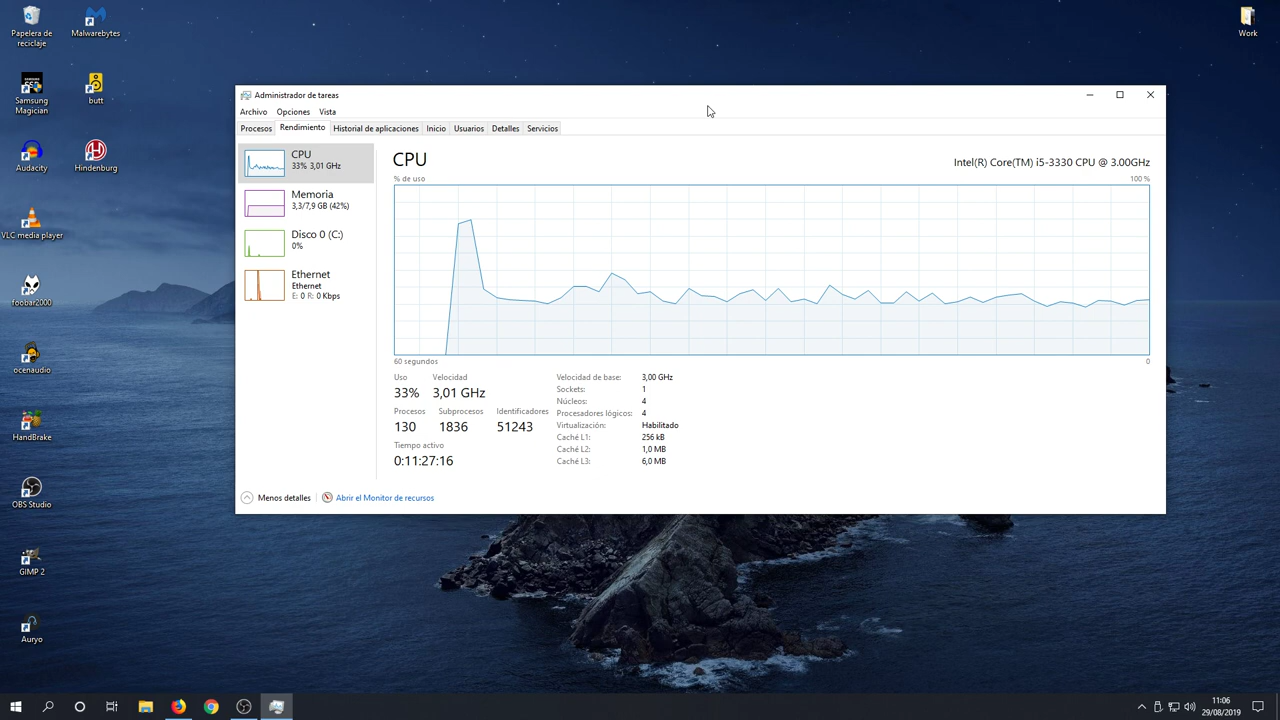 Papelera de
reciclaje
Malwarebytes
Work
Samsung
Magician
butt
Audacity
Hindenburg
VLC media player
foobar2000
ocenaudio
HandBrake
OBS Studio
GIMP 2
Auryo
Administrador de tareas
Archivo Opciones Vista
Procesos Rendimiento Historial de aplicaciones Inicio Usuarios Detalles Servicios
CPU
33% 3,01 GHz
Memoria
3,3/7,9 GB (42%)
Disco 0 (C:)
0%
Ethernet
Ethernet
E: 0 R: 0 Kbps
CPU
Intel(R) Core(TM) i5-3330 CPU @ 3.00GHz
% de uso 100 %
60 segundos 0
Uso Velocidad
33% 3,01 GHz
Procesos Subprocesos Identificadores
130 1836 51243
Tiempo activo
0:11:27:16
Velocidad de base: 3,00 GHz
Sockets: 1
Núcleos: 4
Procesadores lógicos: 4
Virtualización: Habilitado
Caché L1: 256 kB
Caché L2: 1,0 MB
Caché L3: 6,0 MB
Menos detalles Abrir el Monitor de recursos
11:06
29/08/2019